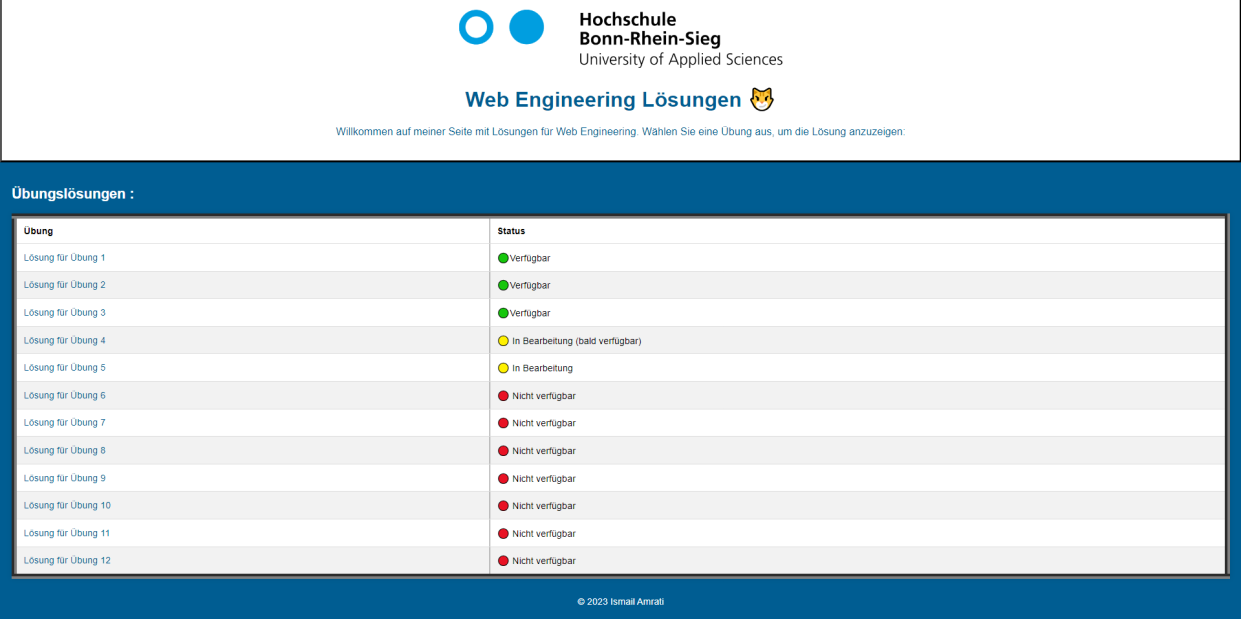 Hochschule
Bonn-Rhein-Sieg
University of Applied Sciences
Web Engineering Lösungen
Willkommen auf meiner Seite mit Lösungen für Web Engineering. Wählen Sie eine Übung aus, um die Lösung anzuzeigen:
Übungslösungen :
Übung Status
Lösung für Übung 1 Verfügbar
Lösung für Übung 2 Verfügbar
Lösung für Übung 3 Verfügbar
Lösung für Übung 4 In Bearbeitung (bald verfügbar)
Lösung für Übung 5 In Bearbeitung
Lösung für Übung 6 Nicht verfügbar
Lösung für Übung 7 Nicht verfügbar
Lösung für Übung 8 Nicht verfügbar
Lösung für Übung 9 Nicht verfügbar
Lösung für Übung 10 Nicht verfügbar
Lösung für Übung 11 Nicht verfügbar
Lösung für Übung 12 Nicht verfügbar
© 2023 Ismail Amrati